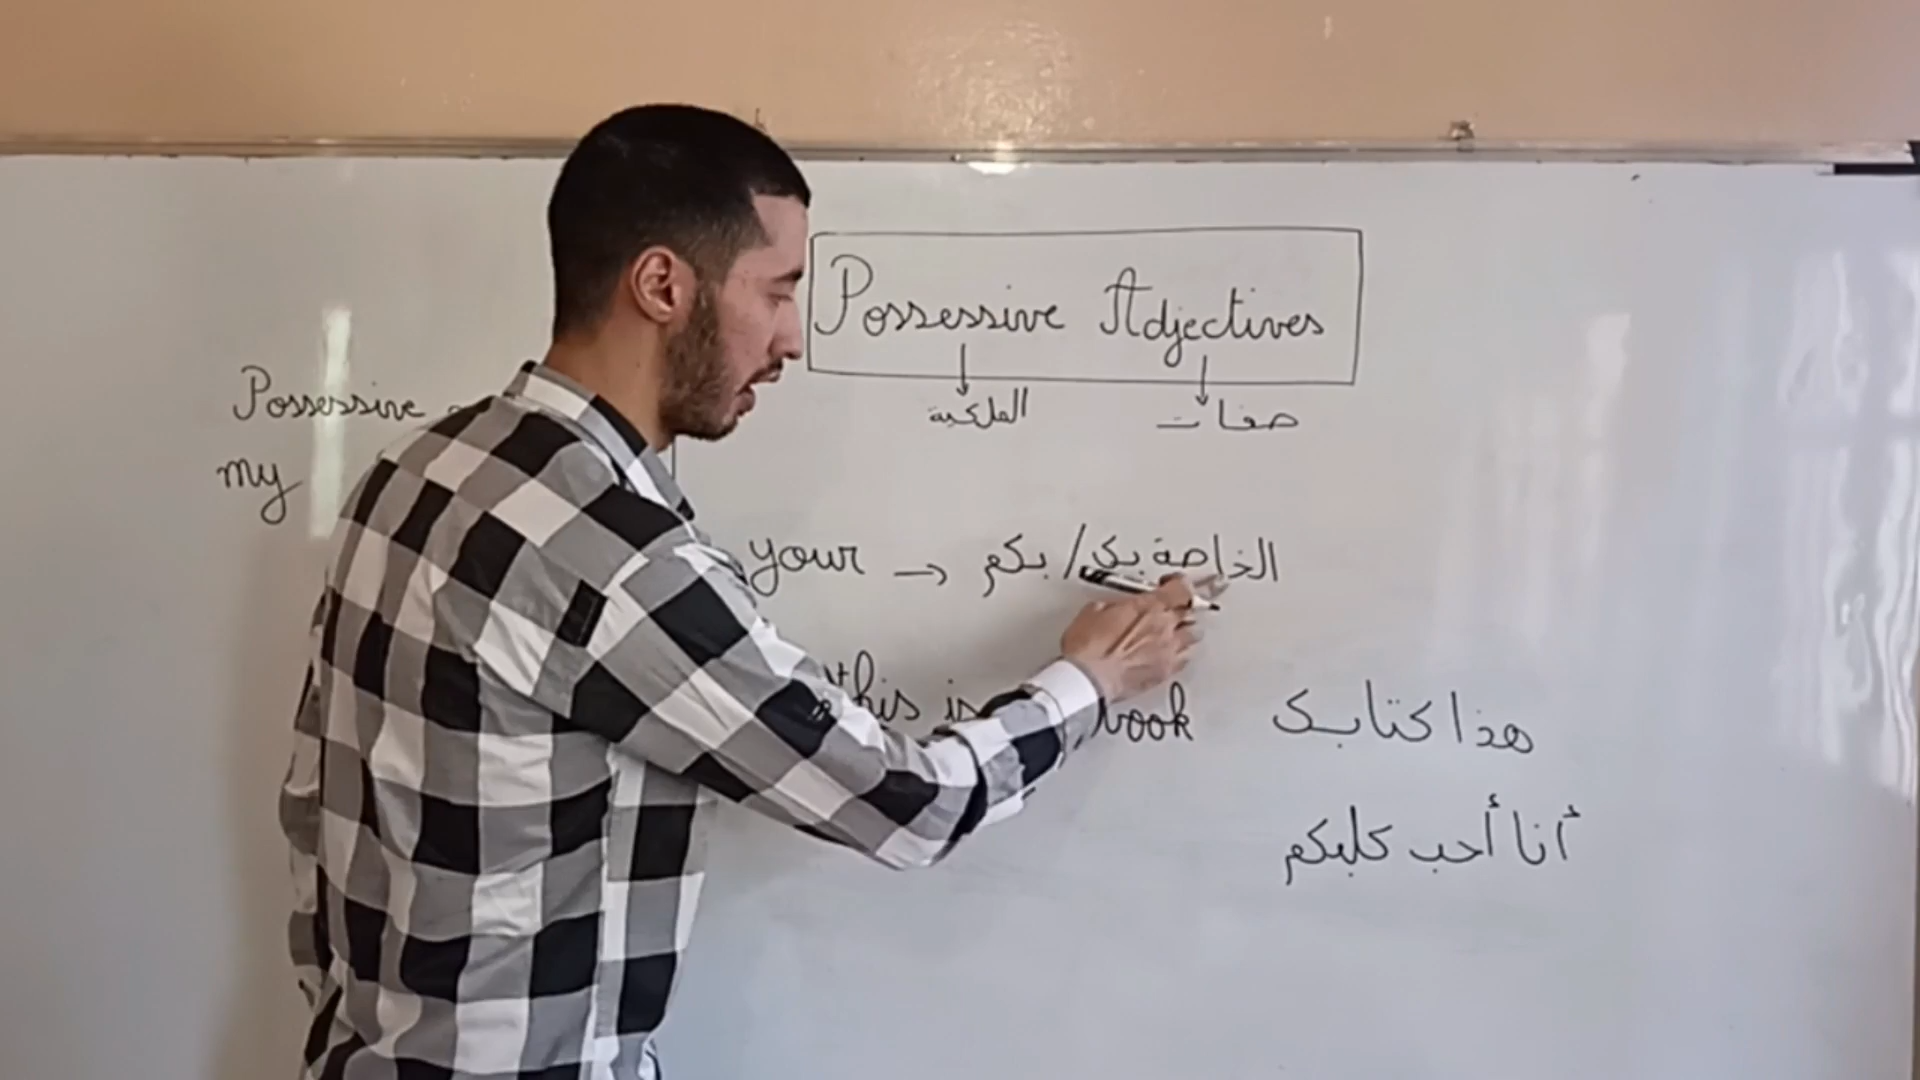 Possessive Adjectives
الملكية صفات
Possessive
my
your → الخاصة بك / بكم
this is book هذا كتابك
أنا أحب كلبكم